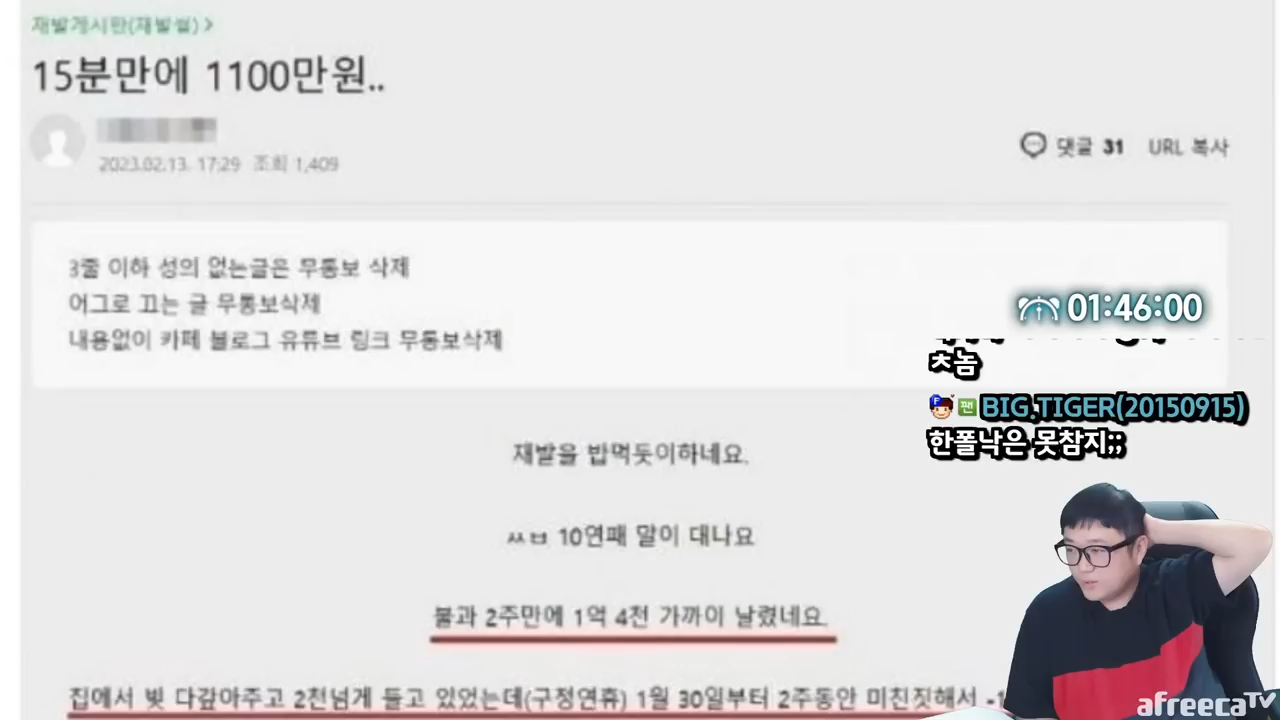 재발게시판(재발썰) >
15분만에 1100만원..
2023.02.13. 17:29 조회 1,409
댓글 31 URL 복사
3줄 이하 성의 없는글은 무통보 삭제
어그로 끄는 글 무통보삭제
내용없이 카페 블로그 유튜브 링크 무통보삭제
01:46:00
ㅊ놈
팬 BIG.TIGER(20150915)
한폴낙은 못참지;;
재발을 밥먹듯이하네요.
ㅆㅂ 10연패 말이 대나요
불과 2주만에 1억 4천 가까이 날렸네요.
집에서 빚 다갚아주고 2천넘게 들고 있었는데(구정연휴) 1월 30일부터 2주동안 미친짓해서 -1
afreecaTV